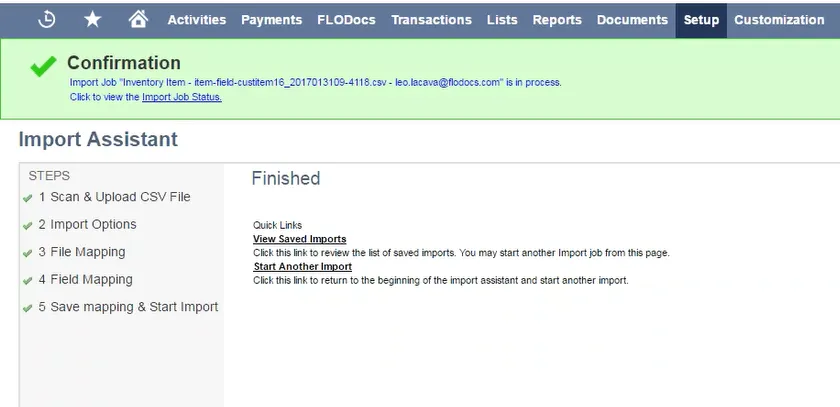 Activities Payments FLODocs Transactions Lists Reports Documents Setup Customization
Confirmation
Import Job "Inventory Item - item-field-custitem16_2017013109-4118.csv - leo.lacava@flodocs.com" is in process.
Click to view the Import Job Status.
Import Assistant
STEPS
1 Scan & Upload CSV File
2 Import Options
3 File Mapping
4 Field Mapping
5 Save mapping & Start Import
Finished
Quick Links
View Saved Imports
Click this link to review the list of saved imports. You may start another Import job from this page.
Start Another Import
Click this link to return to the beginning of the import assistant and start another import.